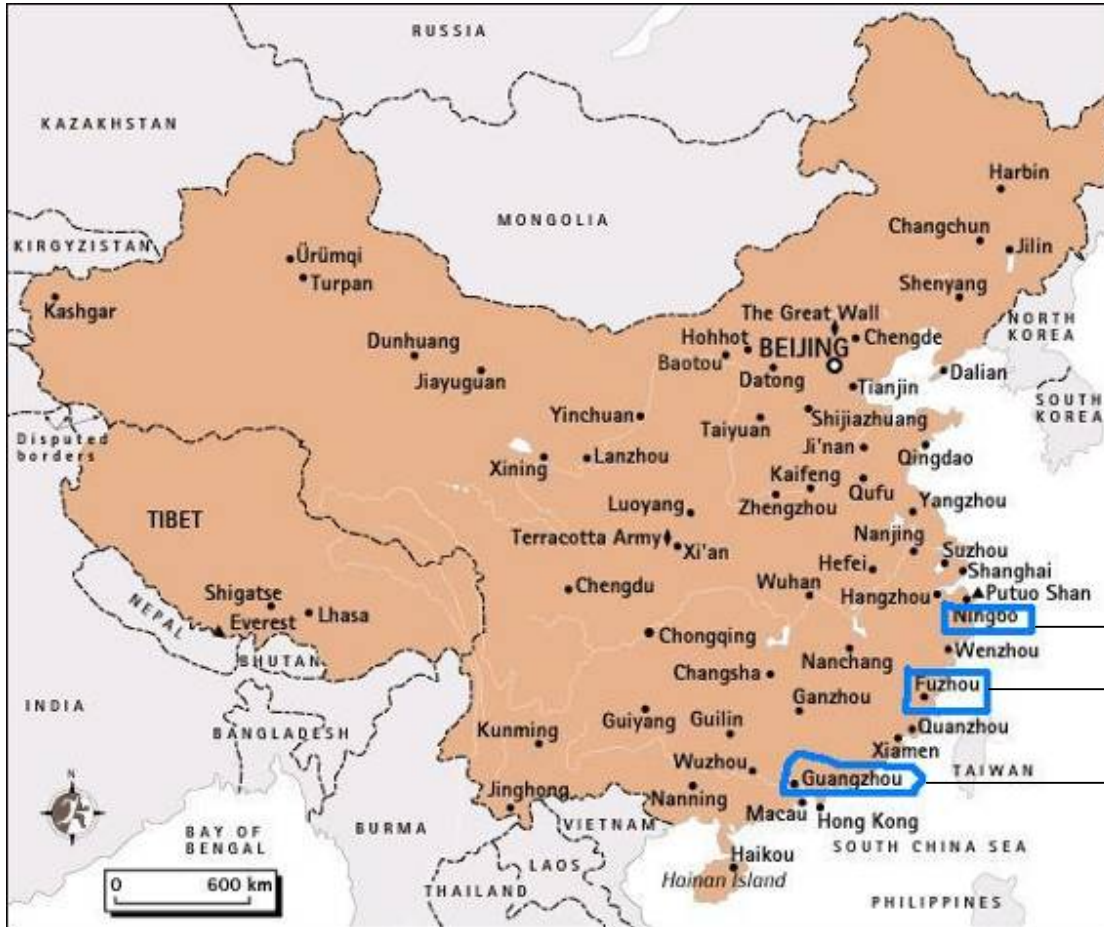 RUSSIA
KAZAKHSTAN
MONGOLIA
KIRGYZISTAN
Harbin
Changchun
Jilin
Ürümqi
Turpan
Kashgar
Shenyang
The Great Wall
NORTH
KOREA
Dunhuang
Hohhot
Chengde
Baotou
BEIJING
Jiayuguan
Datong
Dalian
Tianjin
SOUTH
KOREA
Yinchuan
Taiyuan
Shijiazhuang
Disputed
borders
Ji'nan
Qingdao
Xining
Lanzhou
Kaifeng
Qufu
Zhengzhou
Yangzhou
Luoyang
TIBET
Nanjing
Terracotta Army
Xi'an
Suzhou
Hefei
Shanghai
Chengdu
Wuhan
Hangzhou
Putuo Shan
Shigatse
Everest
Lhasa
NEPAL
Ningbo
Chongqing
Wenzhou
BHUTAN
Nanchang
Changsha
Fuzhou
INDIA
Ganzhou
Guiyang
Guilin
BANGLADESH
Kunming
Quanzhou
Xiamen
Wuzhou
Guangzhou
TAIWAN
N
Jinghong
Nanning
Macau
Hong Kong
BAY OF
BENGAL
BURMA
VIETNAM
SOUTH CHINA SEA
LAOS
Haikou
Hainan Island
0 600 km
THAILAND
PHILIPPINES